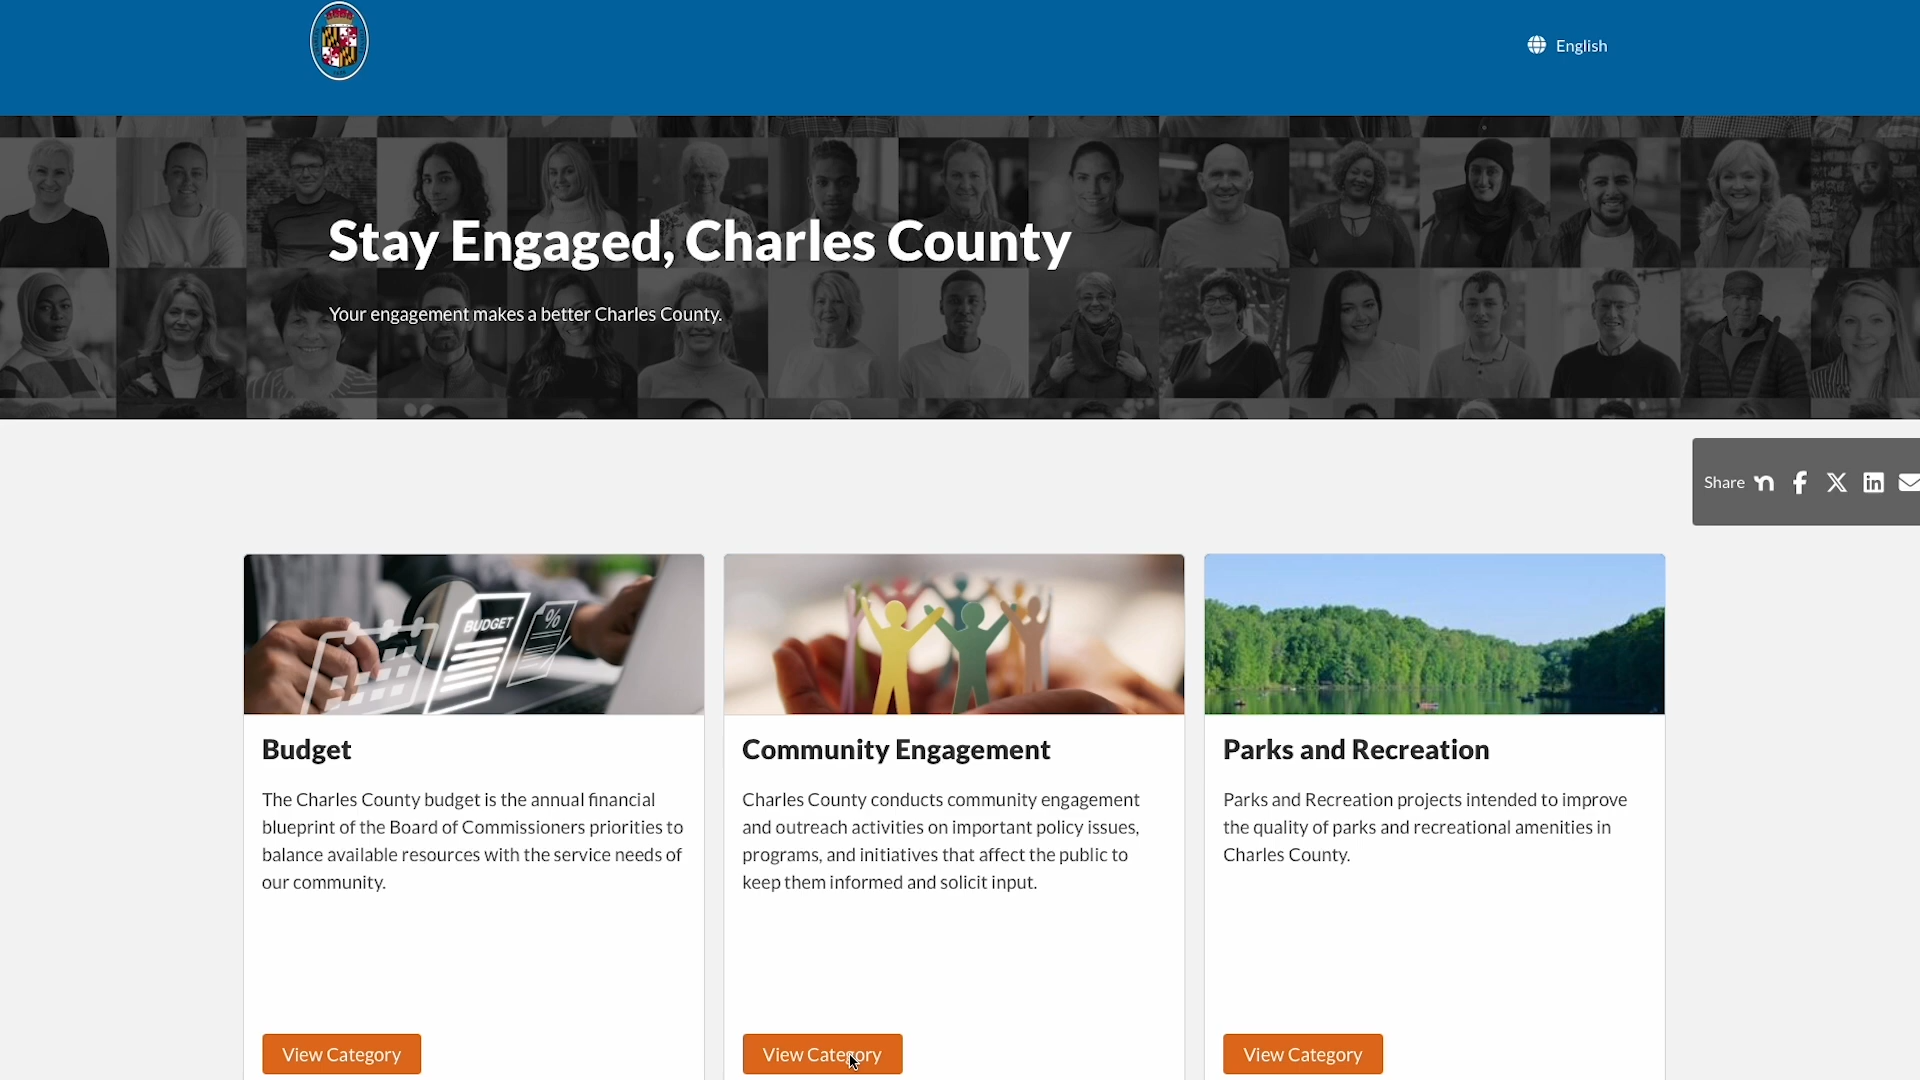 English
Stay Engaged, Charles County
Your engagement makes a better Charles County.
Share
BUDGET
%
Budget
The Charles County budget is the annual financial
blueprint of the Board of Commissioners priorities to
balance available resources with the service needs of
our community.
View Category
Community Engagement
Charles County conducts community engagement
and outreach activities on important policy issues,
programs, and initiatives that affect the public to
keep them informed and solicit input.
View Category
Parks and Recreation
Parks and Recreation projects intended to improve
the quality of parks and recreational amenities in
Charles County.
View Category